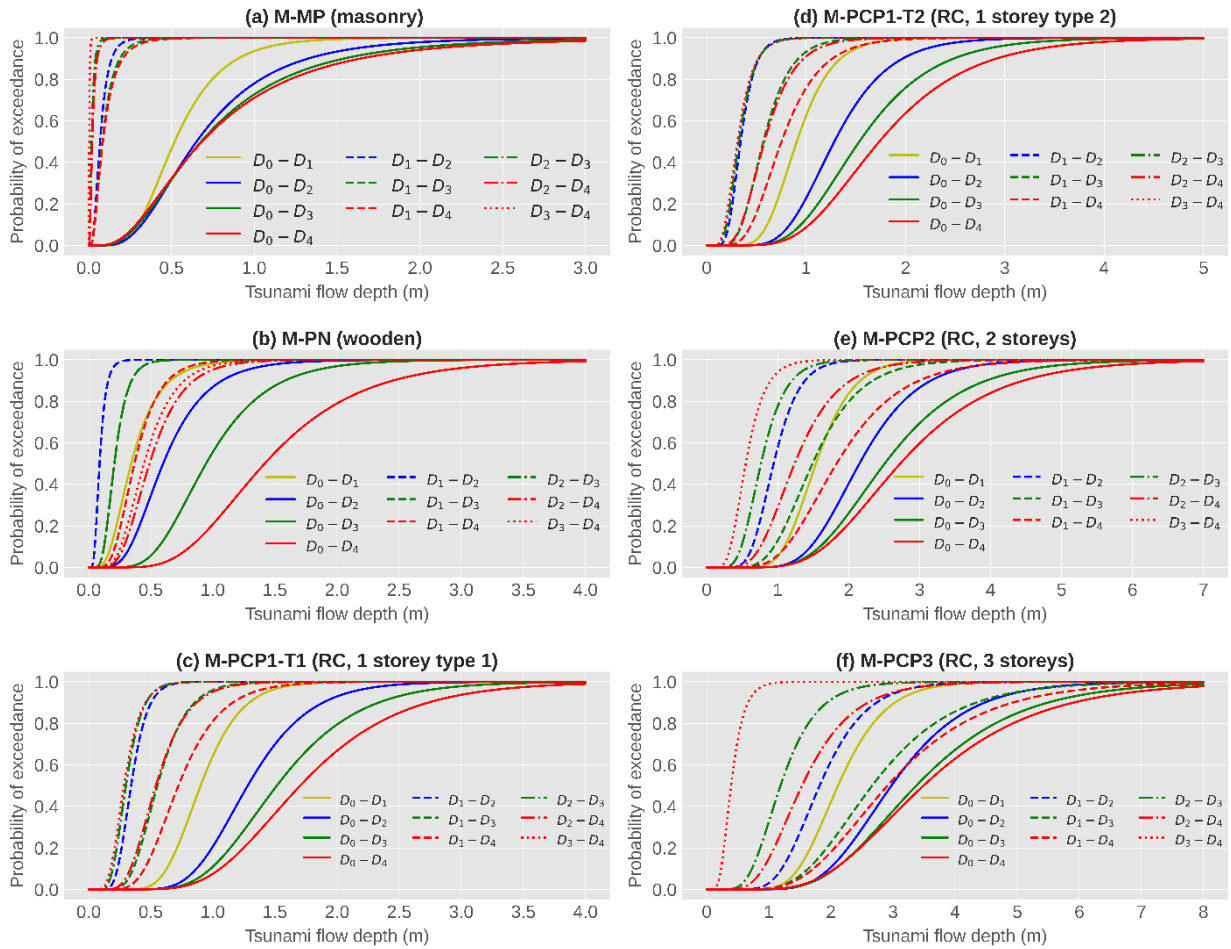 (a) M-MP (masonry)
Probability of exceedance
1.0
0.8
0.6
0.4
0.2
0.0
D0 − D1
D0 − D2
D0 − D3
D0 − D4
D1 − D2
D1 − D3
D1 − D4
D2 − D3
D2 − D4
D3 − D4
0.0 0.5 1.0 1.5 2.0 2.5 3.0
Tsunami flow depth (m)
(d) M-PCP1-T2 (RC, 1 storey type 2)
Probability of exceedance
1.0
0.8
0.6
0.4
0.2
0.0
D0 − D1
D0 − D2
D0 − D3
D0 − D4
D1 − D2
D1 − D3
D1 − D4
D2 − D3
D2 − D4
D3 − D4
0 1 2 3 4 5
Tsunami flow depth (m)
(b) M-PN (wooden)
Probability of exceedance
1.0
0.8
0.6
0.4
0.2
0.0
D0 − D1
D0 − D2
D0 − D3
D0 − D4
D1 − D2
D1 − D3
D1 − D4
D2 − D3
D2 − D4
D3 − D4
0.0 0.5 1.0 1.5 2.0 2.5 3.0 3.5 4.0
Tsunami flow depth (m)
(e) M-PCP2 (RC, 2 storeys)
Probability of exceedance
1.0
0.8
0.6
0.4
0.2
0.0
D0 − D1
D0 − D2
D0 − D3
D0 − D4
D1 − D2
D1 − D3
D1 − D4
D2 − D3
D2 − D4
D3 − D4
0 1 2 3 4 5 6 7
Tsunami flow depth (m)
(c) M-PCP1-T1 (RC, 1 storey type 1)
Probability of exceedance
1.0
0.8
0.6
0.4
0.2
0.0
D0 − D1
D0 − D2
D0 − D3
D0 − D4
D1 − D2
D1 − D3
D1 − D4
D2 − D3
D2 − D4
D3 − D4
0.0 0.5 1.0 1.5 2.0 2.5 3.0 3.5 4.0
Tsunami flow depth (m)
(f) M-PCP3 (RC, 3 storeys)
Probability of exceedance
1.0
0.8
0.6
0.4
0.2
0.0
D0 − D1
D0 − D2
D0 − D3
D0 − D4
D1 − D2
D1 − D3
D1 − D4
D2 − D3
D2 − D4
D3 − D4
0 1 2 3 4 5 6 7 8
Tsunami flow depth (m)